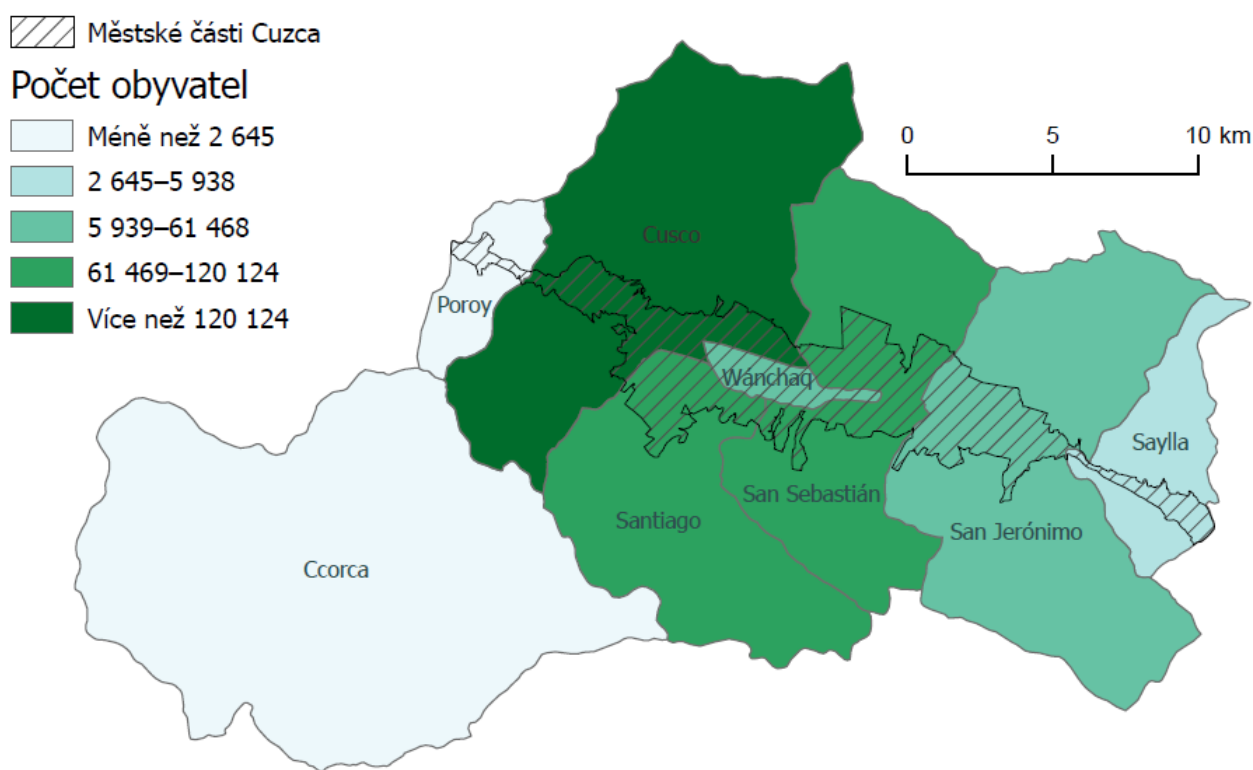 Městské části Cuzca
Počet obyvatel
Méně než 2 645
2 645–5 938
5 939–61 468
61 469–120 124
Více než 120 124
0 5 10 km
Cusco
Poroy
Wánchaq
Saylla
San Sebastián
Santiago
San Jerónimo
Ccorca